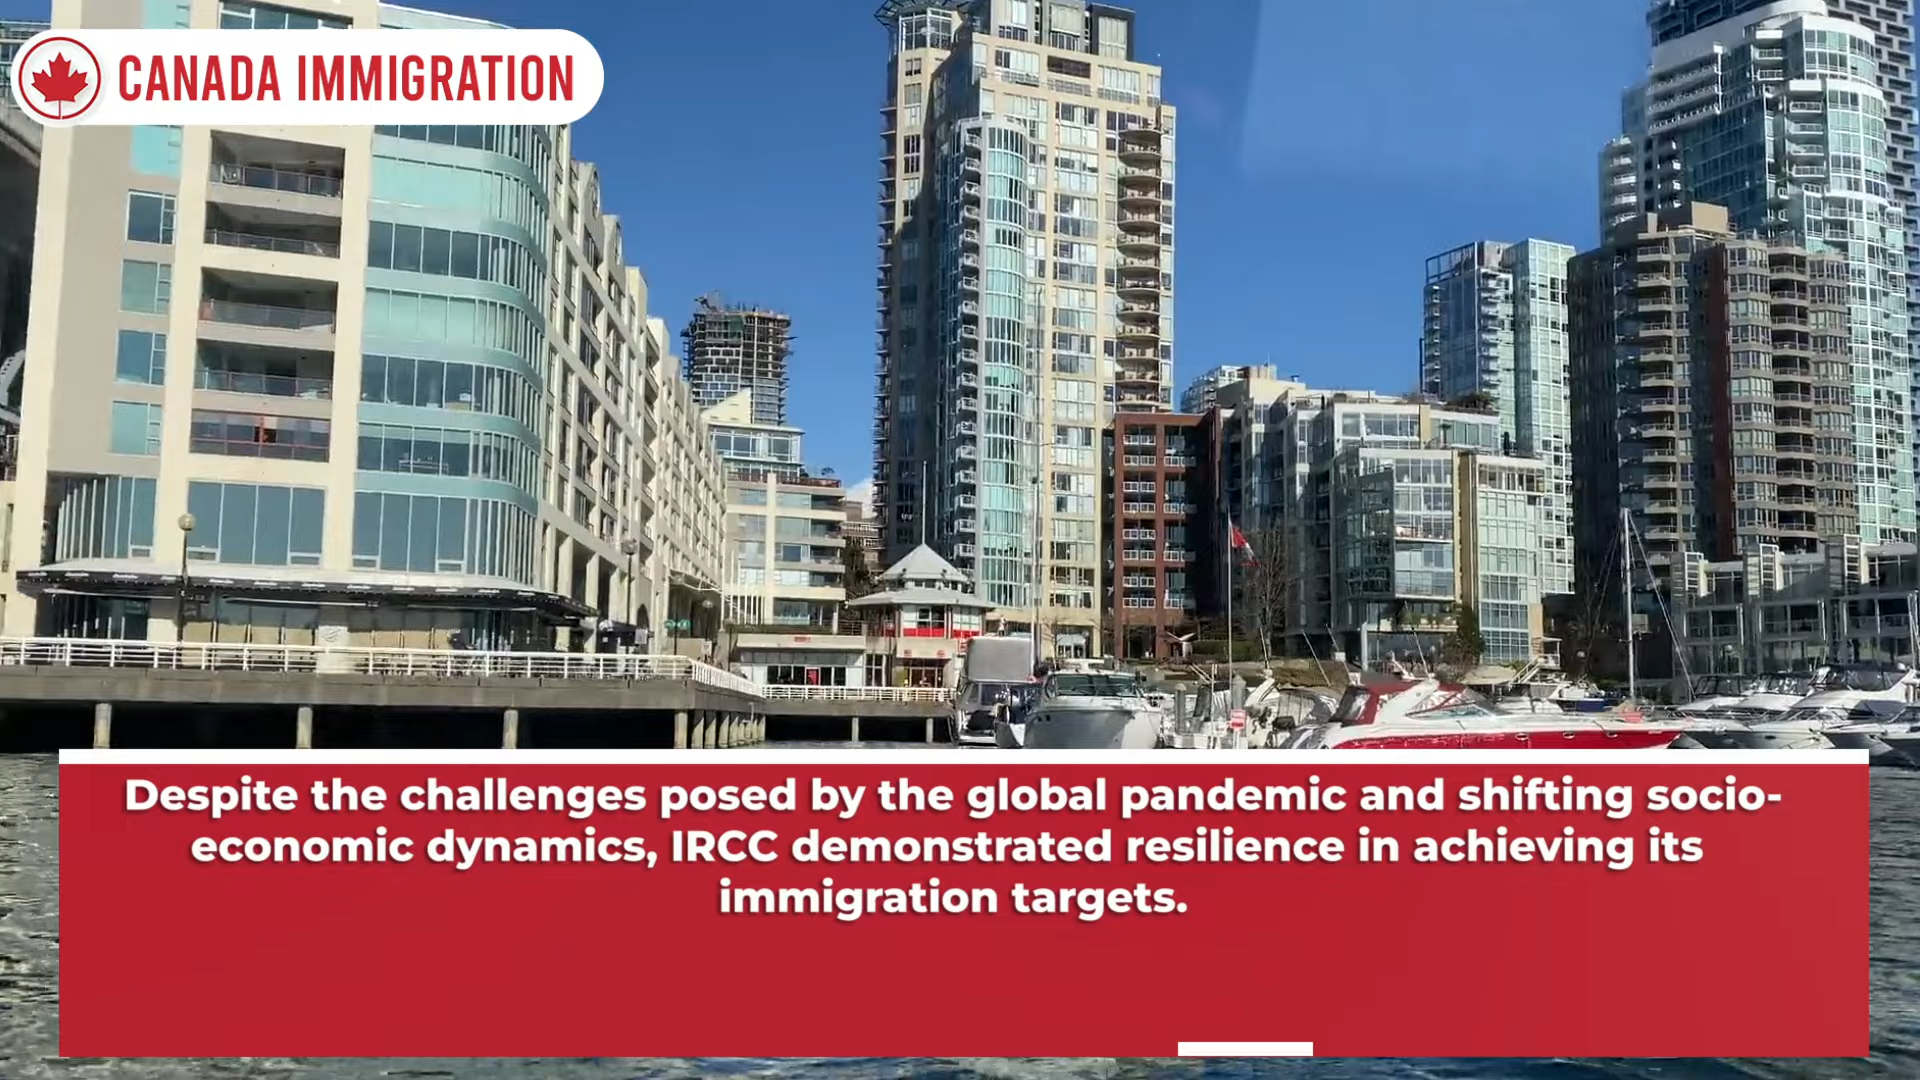 CANADA IMMIGRATION
Despite the challenges posed by the global pandemic and shifting socio-
economic dynamics, IRCC demonstrated resilience in achieving its
immigration targets.